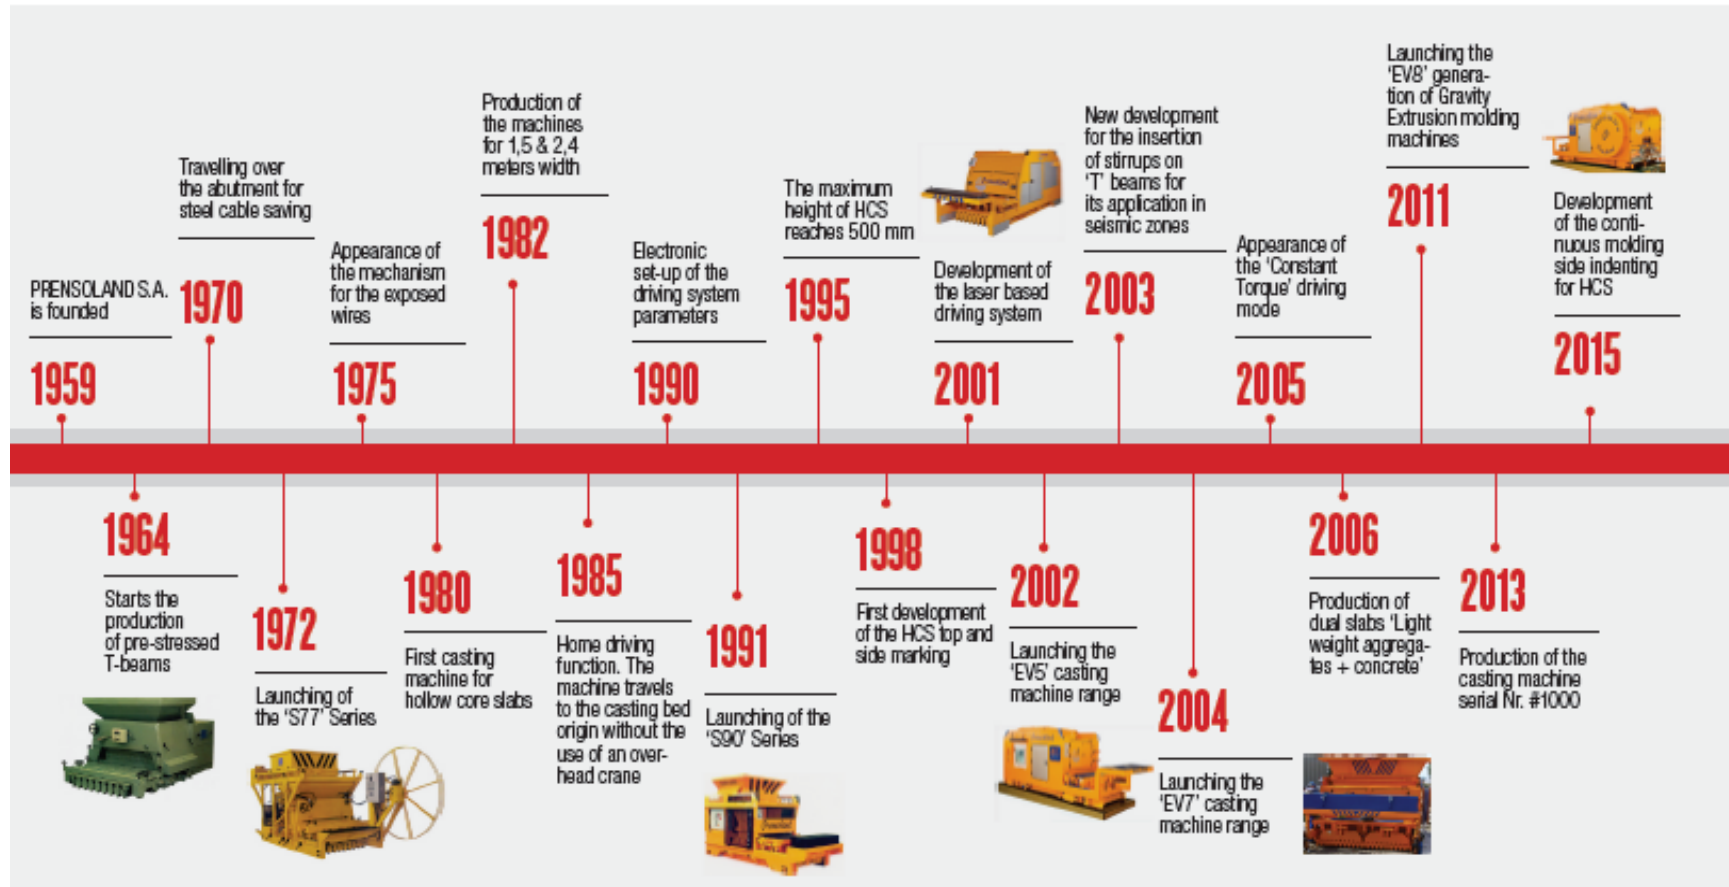 PRENSOLAND S.A.
is founded
1959
1964
Starts the
production
of pre-stressed
T-beams
Travelling over
the abutment for
steel cable saving
1970
1972
Launching of
the ‘S77’ Series
Appearance of
the mechanism
for the exposed
wires
1975
1980
First casting
machine for
hollow core slabs
Production of
the machines
for 1,5 & 2,4
meters width
1982
1985
Home driving
function. The
machine travels
to the casting bed
origin without the
use of an over-
head crane
Electronic
set-up of the
driving system
parameters
1990
1991
Launching of the
‘S90’ Series
The maximum
height of HCS
reaches 500 mm
1995
1998
First development
of the HCS top and
side marking
Development of
the laser based
driving system
2001
2002
Launching the
‘EV5’ casting
machine range
New development
for the insertion
of stirrups on
‘T’ beams for
its application in
seismic zones
2003
2004
Launching the
‘EV7’ casting
machine range
Appearance of
the ‘Constant
Torque’ driving
mode
2005
2006
Production of
dual slabs ‘Light
weight aggrega-
tes + concrete’
Launching the
‘EV8’ genera-
tion of Gravity
Extrusion molding
machines
2011
2013
Production of the
casting machine
serial Nr. #1000
Development
of the conti-
nuous molding
side indenting
for HCS
2015